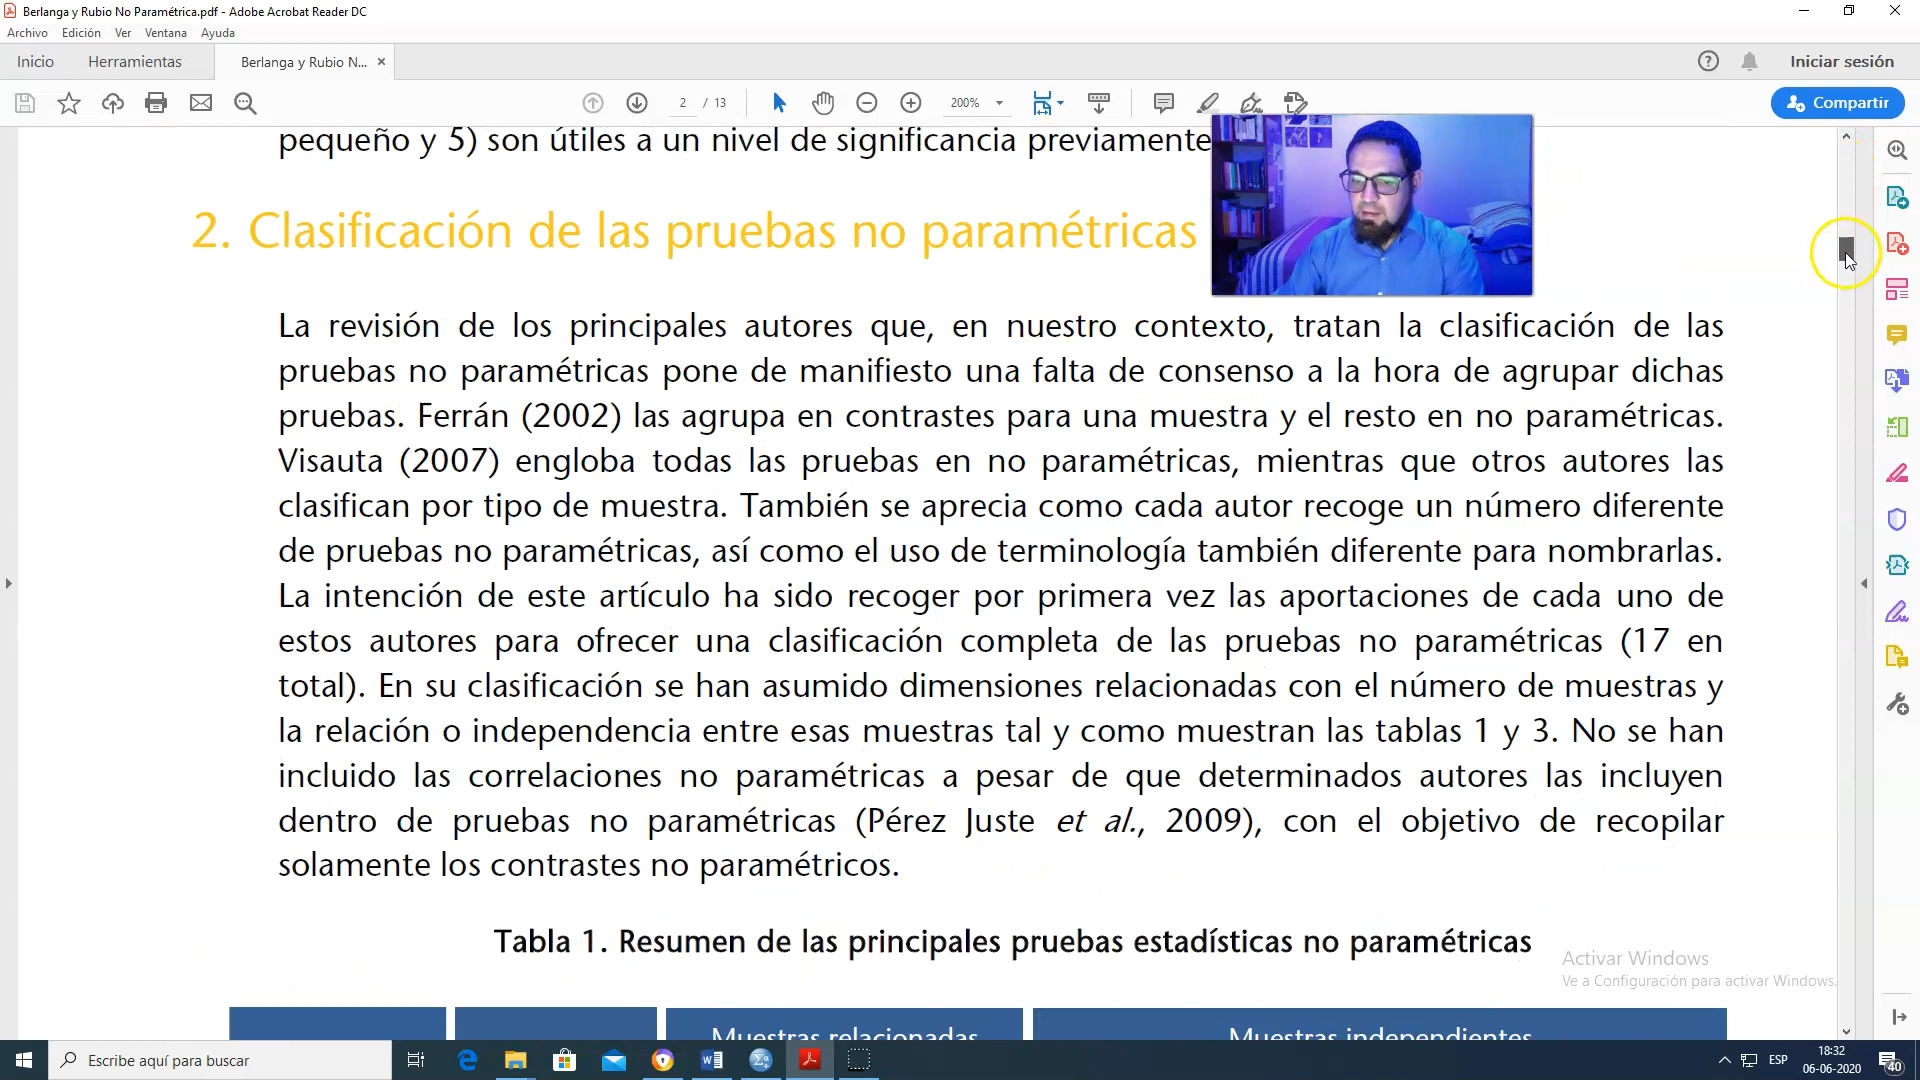 Berlanga y Rubio No Paramétrica.pdf - Adobe Acrobat Reader DC
Archivo Edición Ver Ventana Ayuda
Inicio Herramientas Berlanga y Rubio N... × Iniciar sesión
2 / 13 200% Compartir
pequeño y 5) son útiles a un nivel de significancia previamente
2. Clasificación de las pruebas no paramétricas
La revisión de los principales autores que, en nuestro contexto, tratan la clasificación de las
pruebas no paramétricas pone de manifiesto una falta de consenso a la hora de agrupar dichas
pruebas. Ferrán (2002) las agrupa en contrastes para una muestra y el resto en no paramétricas.
Visauta (2007) engloba todas las pruebas en no paramétricas, mientras que otros autores las
clasifican por tipo de muestra. También se aprecia como cada autor recoge un número diferente
de pruebas no paramétricas, así como el uso de terminología también diferente para nombrarlas.
La intención de este artículo ha sido recoger por primera vez las aportaciones de cada uno de
estos autores para ofrecer una clasificación completa de las pruebas no paramétricas (17 en
total). En su clasificación se han asumido dimensiones relacionadas con el número de muestras y
la relación o independencia entre esas muestras tal y como muestran las tablas 1 y 3. No se han
incluido las correlaciones no paramétricas a pesar de que determinados autores las incluyen
dentro de pruebas no paramétricas (Pérez Juste et al., 2009), con el objetivo de recopilar
solamente los contrastes no paramétricos.
Tabla 1. Resumen de las principales pruebas estadísticas no paramétricas
Activar Windows
Ve a Configuración para activar Windows.
Muestras relacionadas Muestras independientes
Escribe aquí para buscar
ESP
18:32
06-06-2020
40